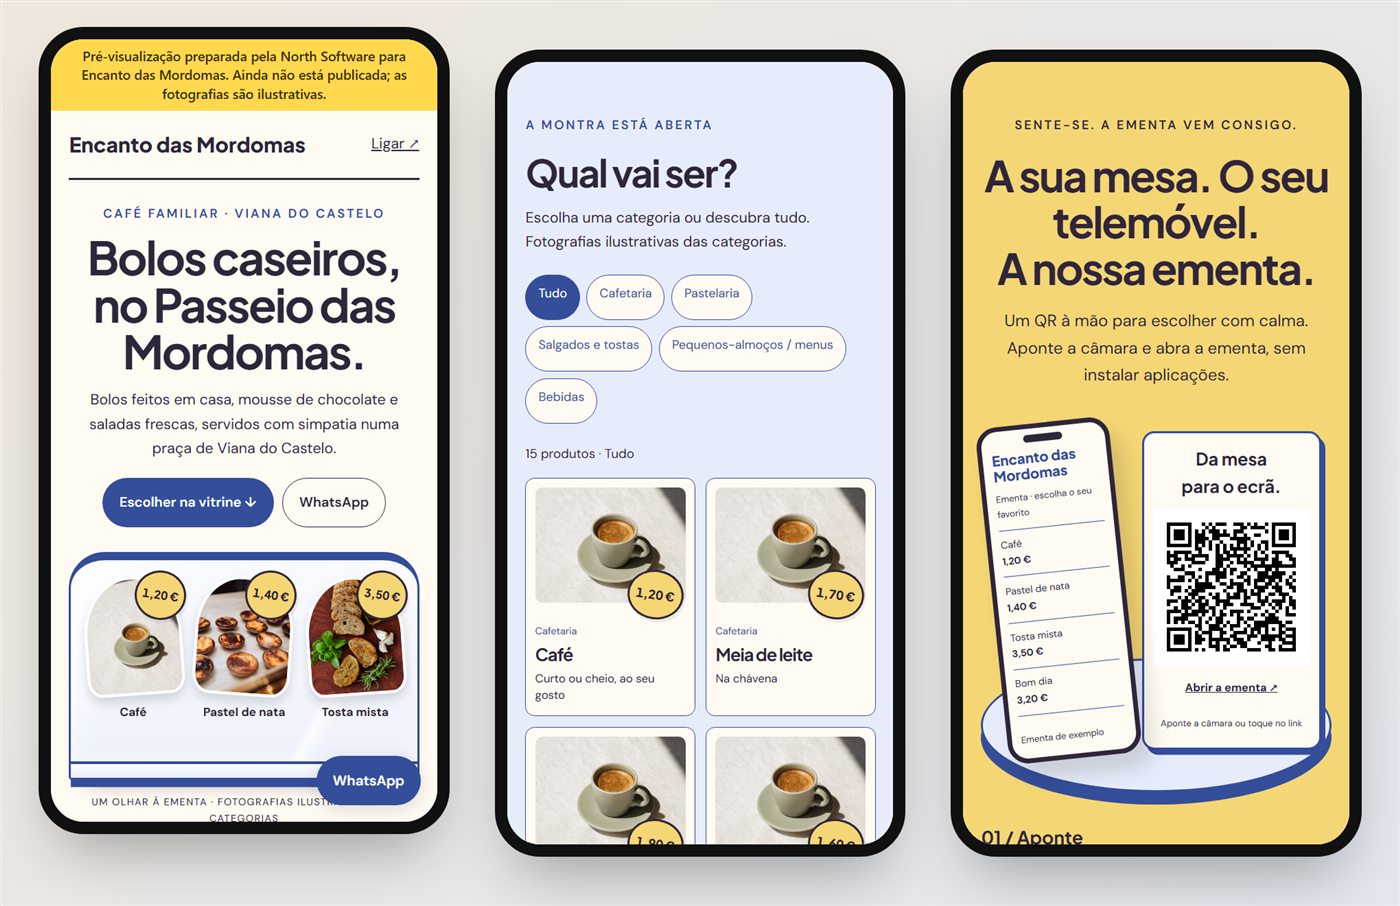 Pré-visualização preparada pela North Software para
Encanto das Mordomas. Ainda não está publicada; as
fotografias são ilustrativas.
Encanto das Mordomas
Ligar ↗
CAFÉ FAMILIAR · VIANA DO CASTELO
Bolos caseiros,
no Passeio das
Mordomas.
Bolos feitos em casa, mousse de chocolate e
saladas frescas, servidos com simpatia numa
praça de Viana do Castelo.
Escolher na vitrine ↓
WhatsApp
1,20 €
1,40 €
3,50 €
Café
Pastel de nata
Tosta mista
WhatsApp
UM OLHAR À EMENTA · FOTOGRAFIAS
CATEGORIAS
A MONTRA ESTÁ ABERTA
Qual vai ser?
Escolha uma categoria ou descubra tudo.
Fotografias ilustrativas das categorias.
Tudo
Cafetaria
Pastelaria
Salgados e tostas
Pequenos-almoços / menus
Bebidas
15 produtos · Tudo
1,20 €
Cafetaria
Café
Curto ou cheio, ao seu
gosto
1,70 €
Cafetaria
Meia de leite
Na chávena
SENTE-SE. A EMENTA VEM CONSIGO.
A sua mesa. O seu
telemóvel.
A nossa ementa.
Um QR à mão para escolher com calma.
Aponte a câmara e abra a ementa, sem
instalar aplicações.
Encanto das
Mordomas
Ementa · escolha o seu
favorito
Café
1,20 €
Pastel de nata
1,40 €
Tosta mista
3,50 €
Bom dia
3,20 €
Ementa de exemplo
Da mesa
para o ecrã.
Abrir a ementa ↗
Aponte a câmara ou toque no link
01 / Aponte